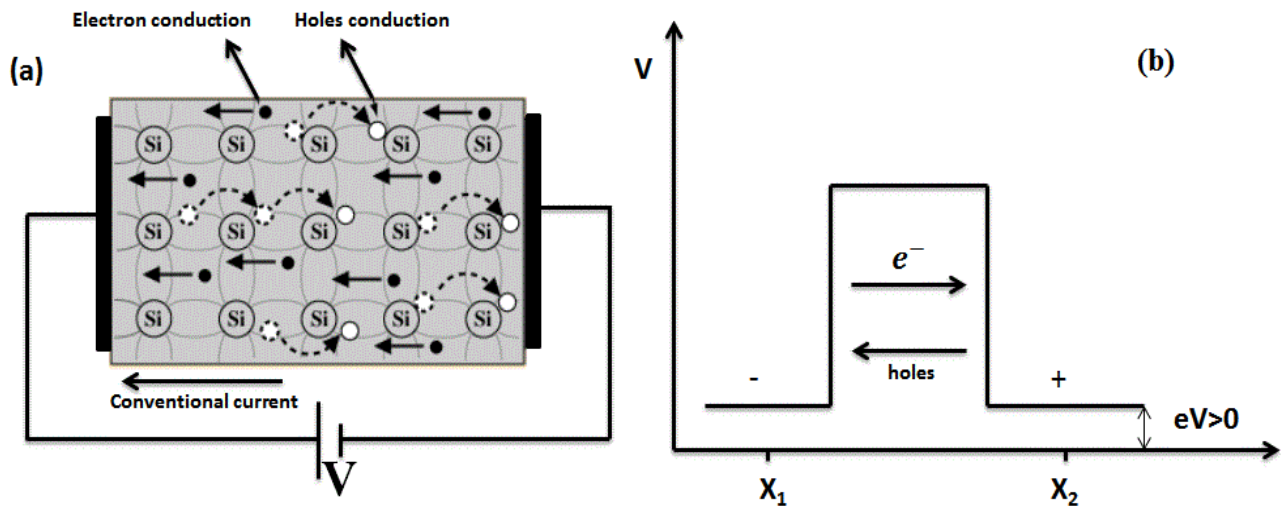 Electron conduction
Holes conduction
(a)
Si Si Si Si Si
Si Si Si Si Si
Si Si Si Si Si
Conventional current
V
V
(b)
e⁻
holes
- +
eV>0
X₁ X₂